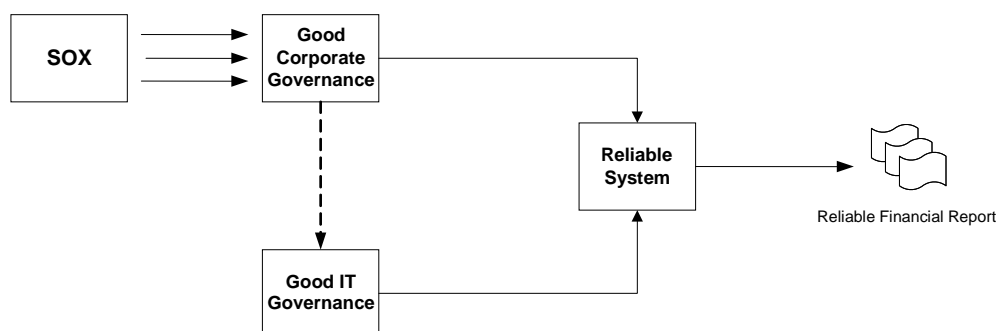 SOX
Good
Corporate
Governance
Reliable
System
Reliable Financial Report
Good IT
Governance